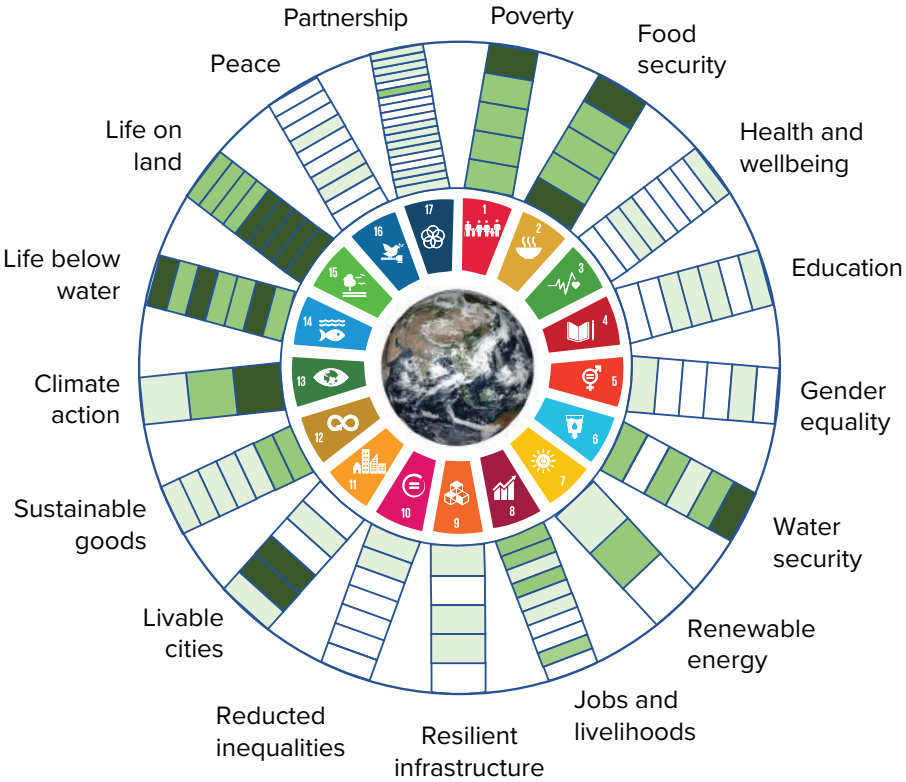 Partnership
Poverty
Food
security
Health and
wellbeing
Education
Gender
equality
Water
security
Renewable
energy
Jobs and
livelihoods
Resilient
infrastructure
Reducted
inequalities
Livable
cities
Sustainable
goods
Climate
action
Life below
water
Life on
land
Peace
1
2
3
4
5
6
7
8
9
10
11
12
13
14
15
16
17